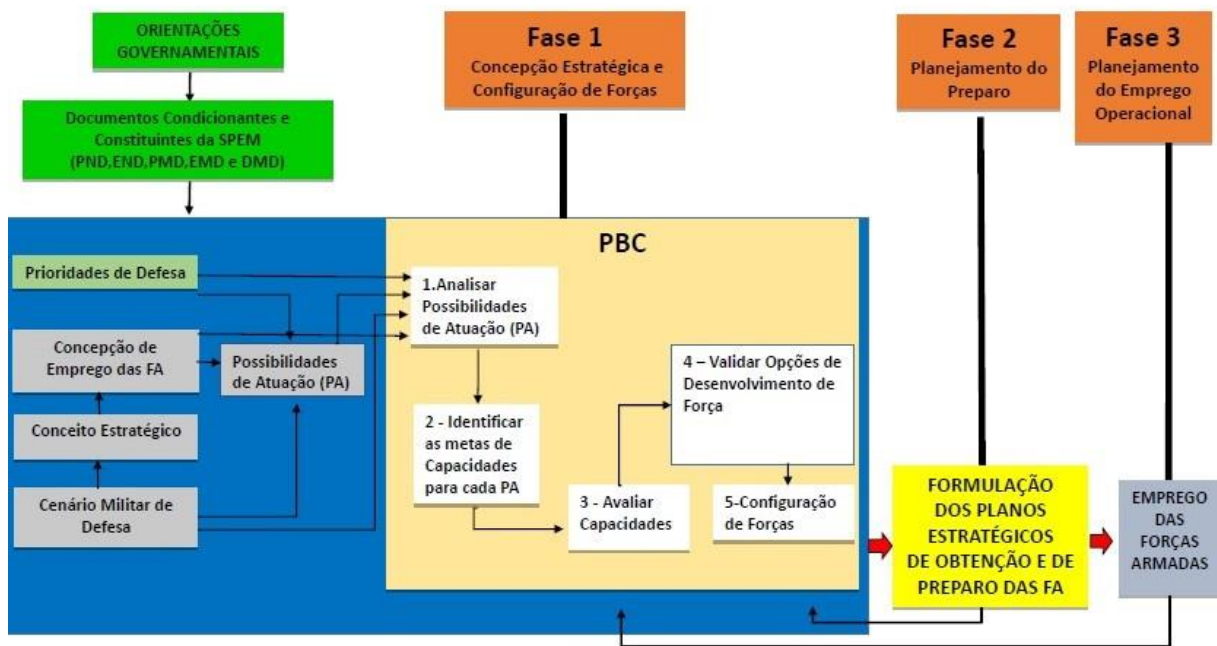 ORIENTAÇÕES
GOVERNAMENTAIS
Documentos Condicionantes e
Constituintes da SPEM
(PND,END,PMD,EMD e DMD)
Fase 1
Concepção Estratégica e
Configuração de Forças
Fase 2
Planejamento do
Preparo
Fase 3
Planejamento
do Emprego
Operacional
Prioridades de Defesa
Concepção de
Emprego das FA
Conceito Estratégico
Cenário Militar de
Defesa
Possibilidades
de Atuação (PA)
PBC
1.Analisar
Possibilidades
de Atuação (PA)
2 - Identificar
as metas de
Capacidades
para cada PA
3 - Avaliar
Capacidades
4 – Validar Opções de
Desenvolvimento de
Força
5-Configuração
de Forças
FORMULAÇÃO
DOS PLANOS
ESTRATÉGICOS
DE OBTENÇÃO E DE
PREPARO DAS FA
EMPREGO
DAS
FORÇAS
ARMADAS